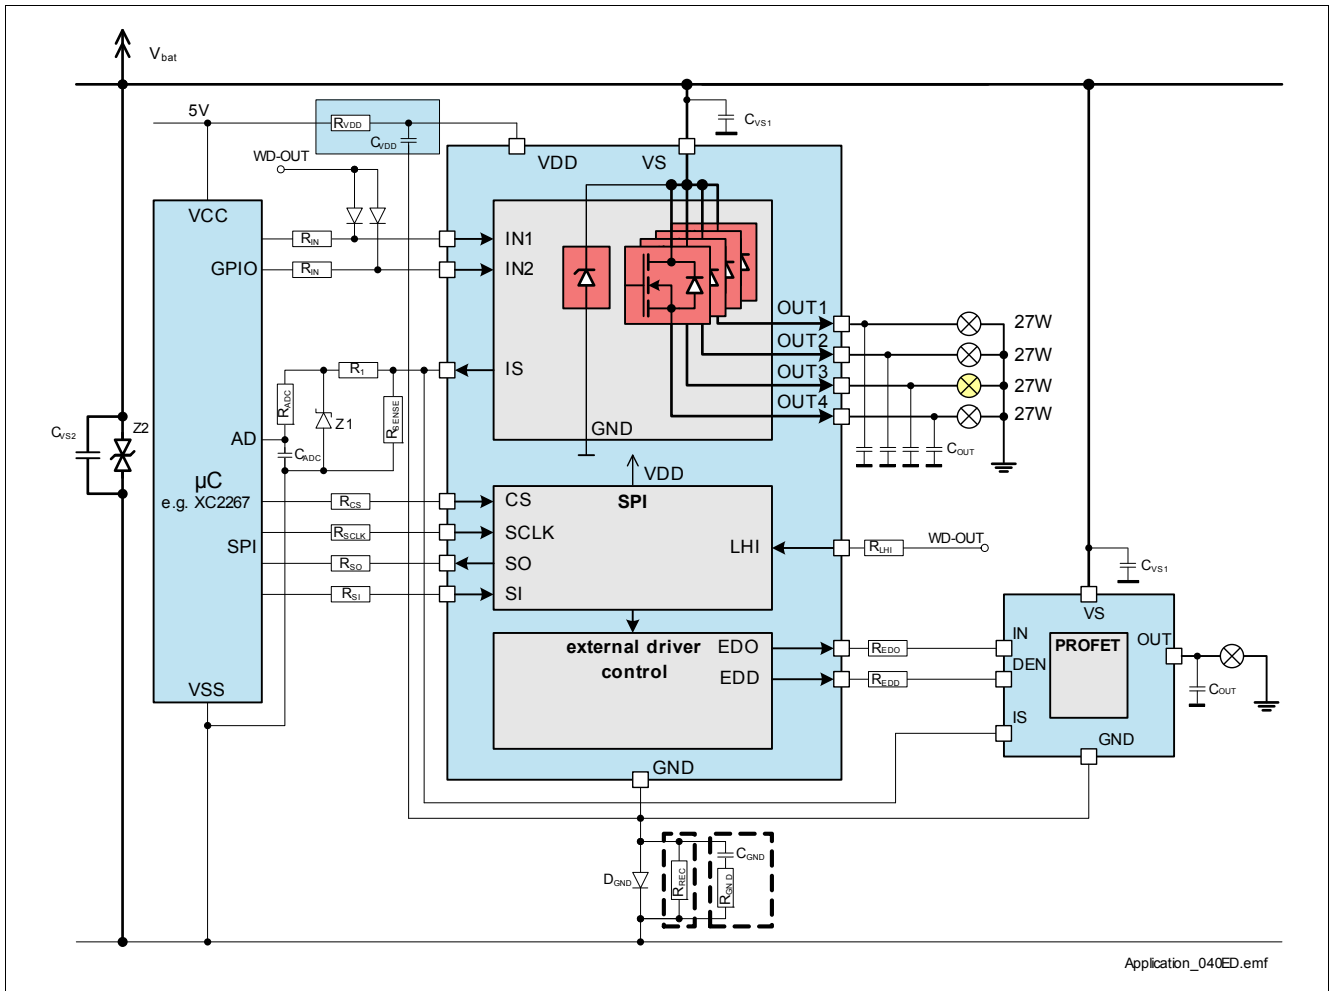 Vbat
5V
RVDD
CVDD
CVS1
WD-OUT
VDD
VS
VCC
RIN
IN1
GPIO
RIN
IN2
OUT1
27W
OUT2
27W
OUT3
27W
OUT4
27W
IS
R1
RADC
Z1
RSENSE
GND
CVS2
Z2
AD
CADC
COUT
VDD
µC
e.g. XC2267
RCS
CS
SPI
RSCLK
SCLK
SPI
RSO
SO
LHI
RLHI
WD-OUT
RSI
SI
CVS1
VS
external driver
control
EDO
REDO
IN
PROFET
OUT
EDD
REDD
DEN
COUT
VSS
IS
GND
GND
DGND
RREC
CGND
RGND
Application_040ED.emf